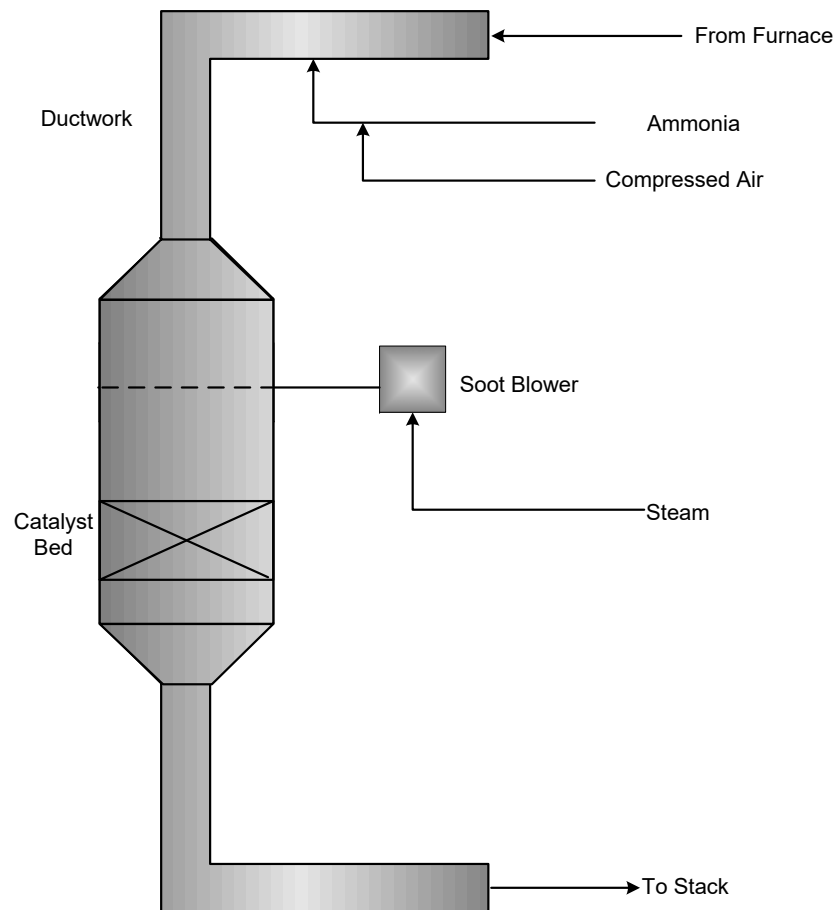 From Furnace
Ductwork
Ammonia
Compressed Air
Soot Blower
Catalyst
Bed
Steam
To Stack